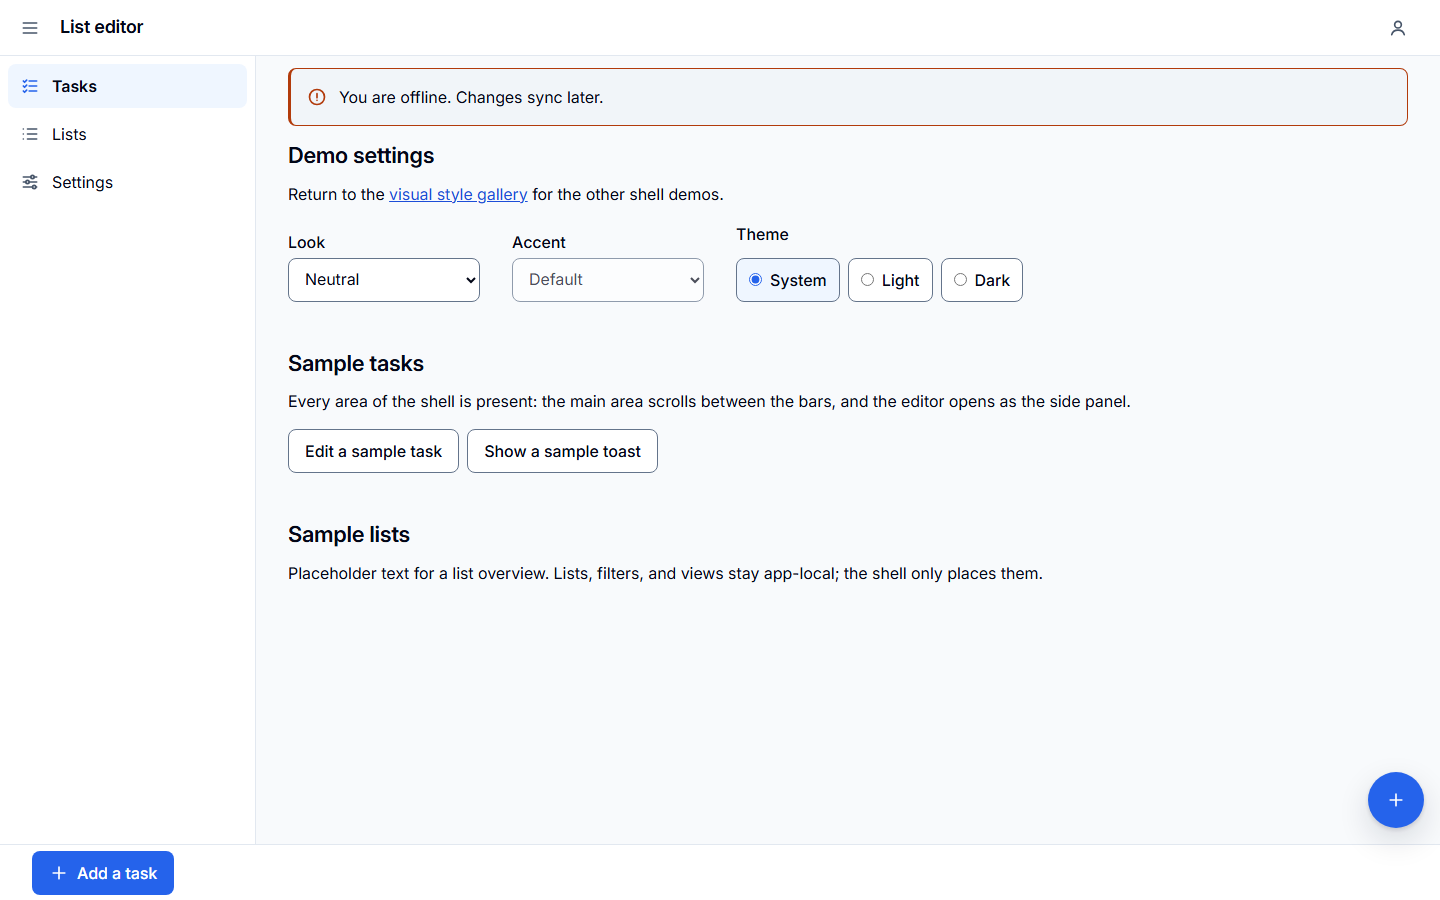 List editor
Tasks
Lists
Settings
You are offline. Changes sync later.
Demo settings
Return to the visual style gallery for the other shell demos.
Look
Accent
Theme
Neutral
Default
System
Light
Dark
Sample tasks
Every area of the shell is present: the main area scrolls between the bars, and the editor opens as the side panel.
Edit a sample task
Show a sample toast
Sample lists
Placeholder text for a list overview. Lists, filters, and views stay app-local; the shell only places them.
Add a task